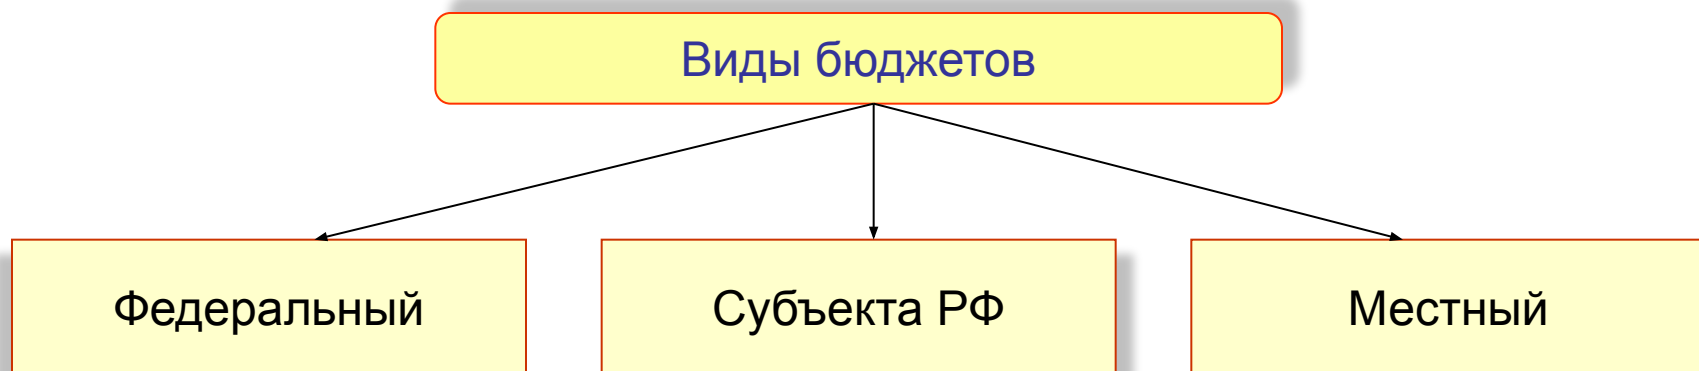 Виды бюджетов
Федеральный
Субъекта РФ
Местный